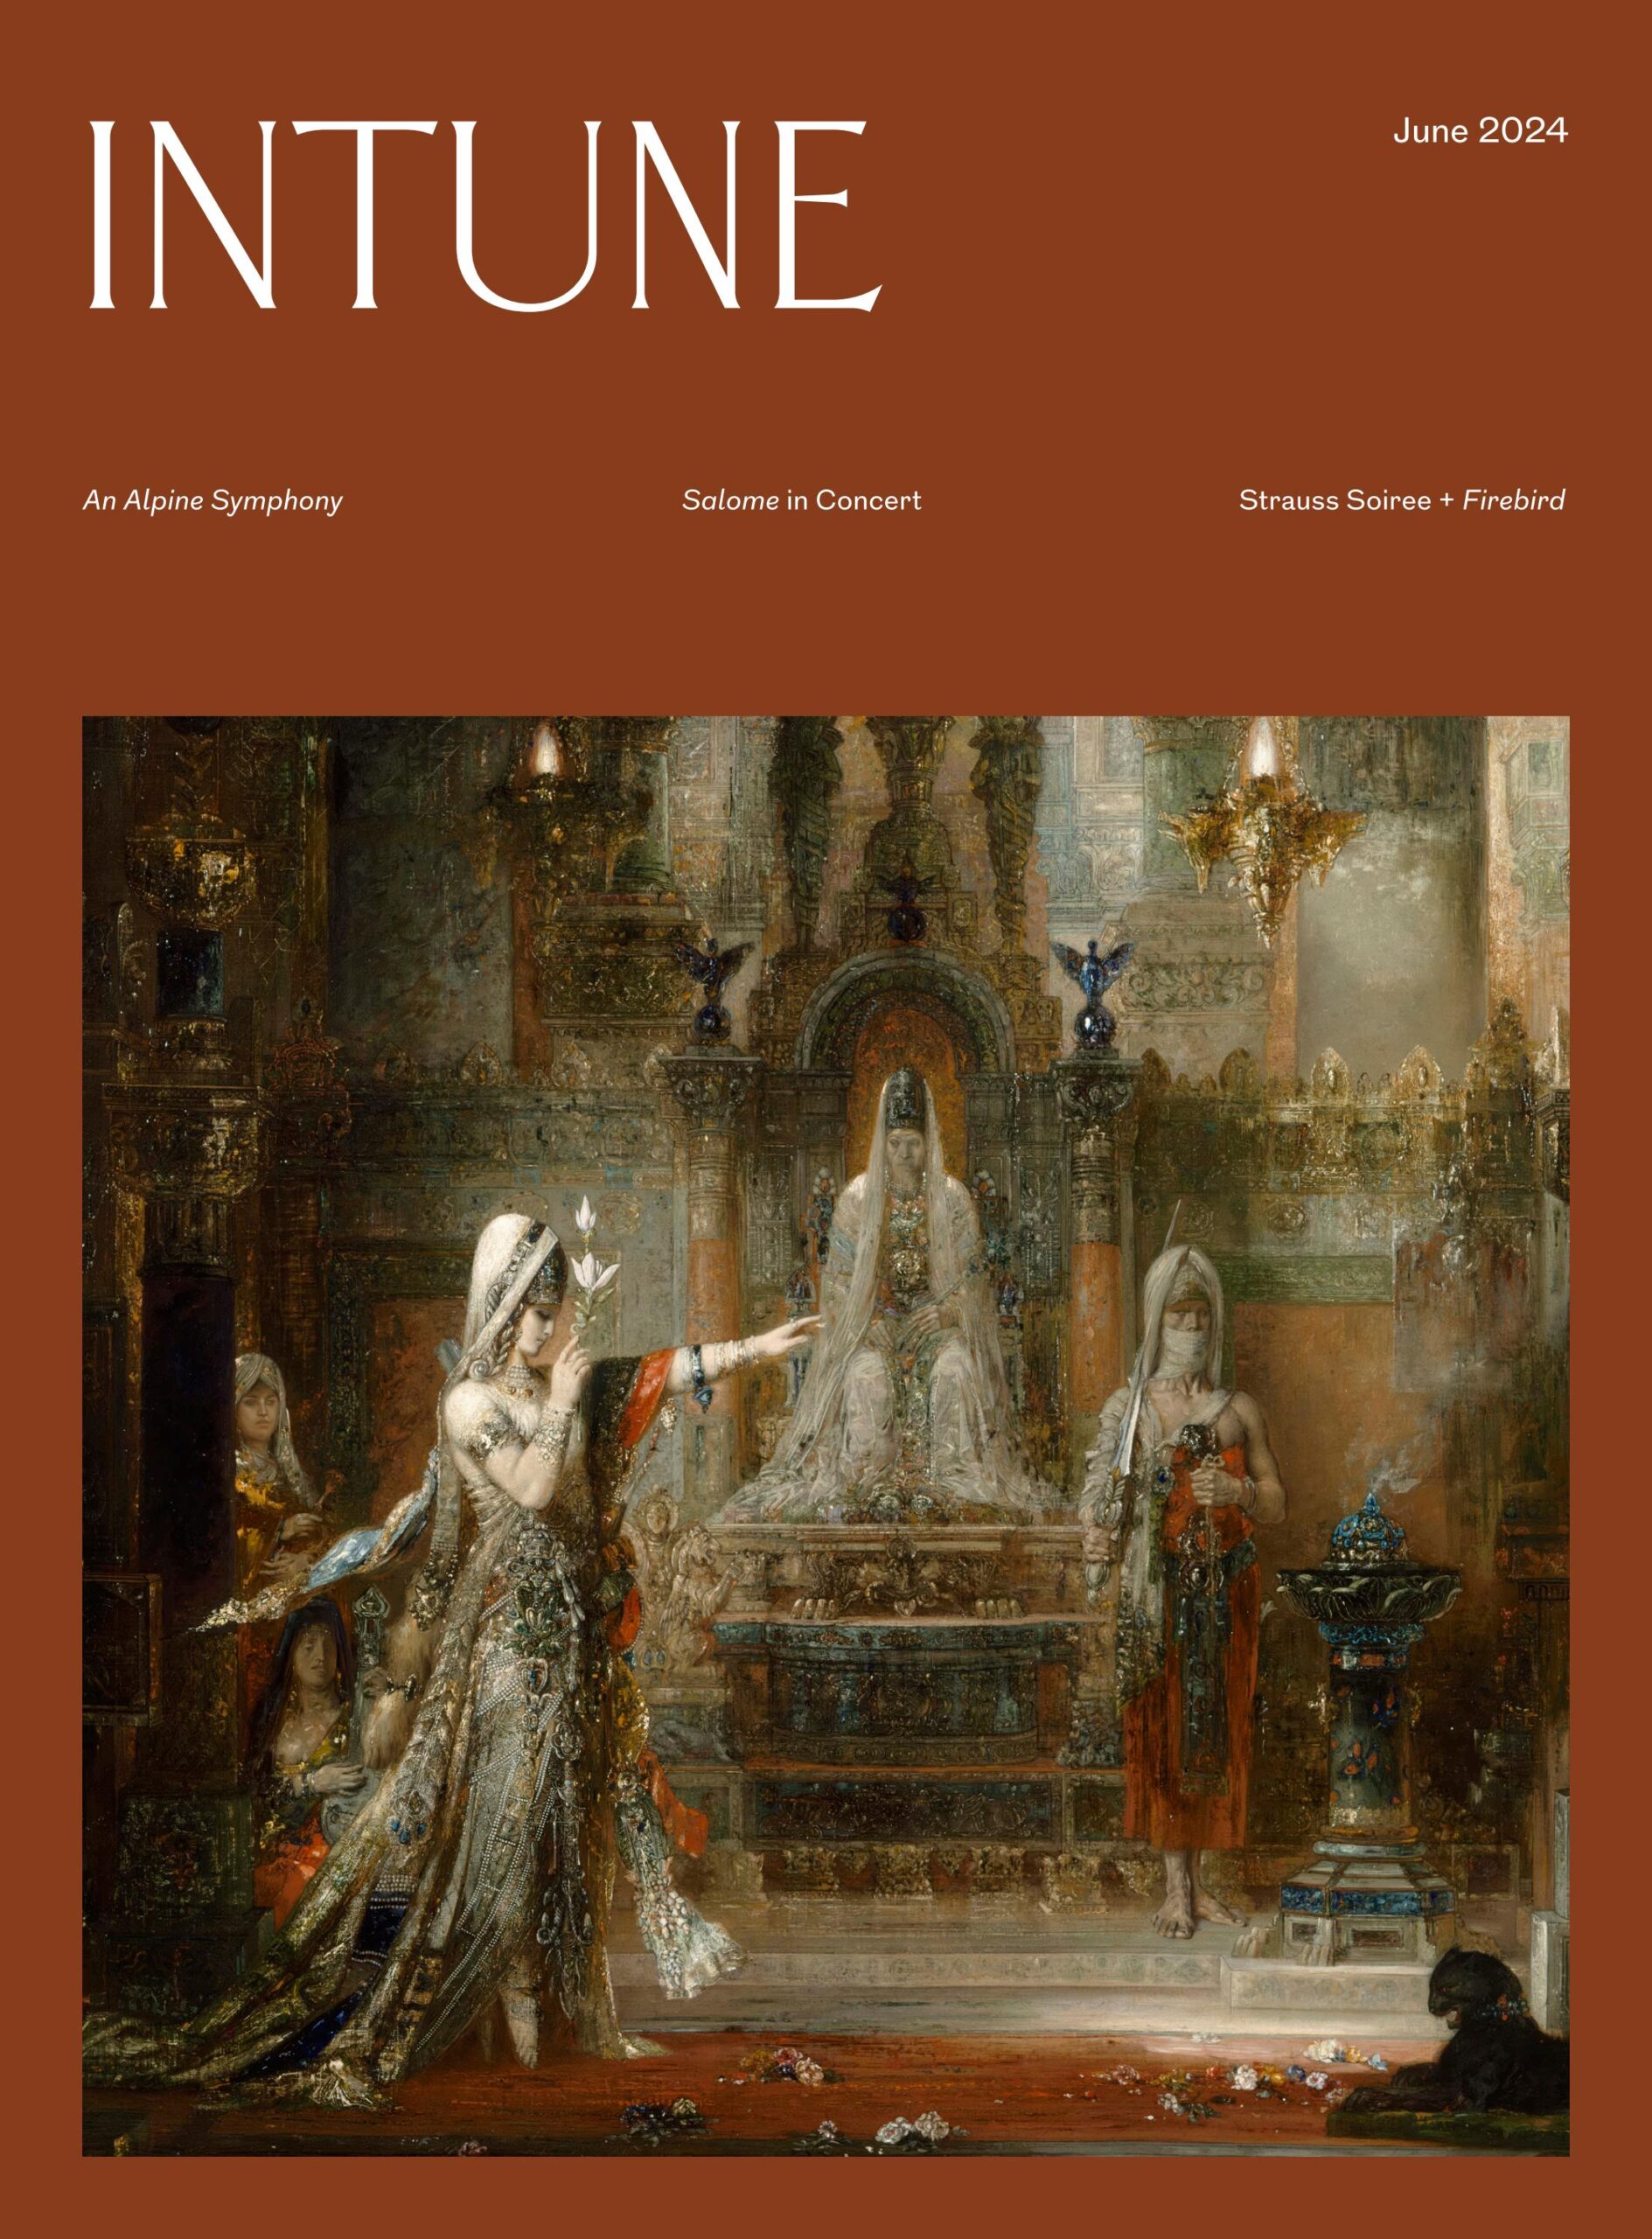 INTUNE
June 2024
An Alpine Symphony
Salome in Concert
Strauss Soiree + Firebird